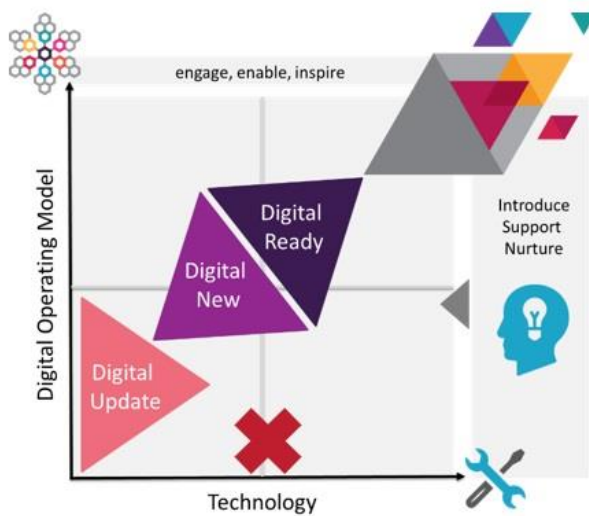 engage, enable, inspire
Digital Operating Model
Digital
Ready
Introduce
Support
Nurture
Digital
New
Digital
Update
Technology